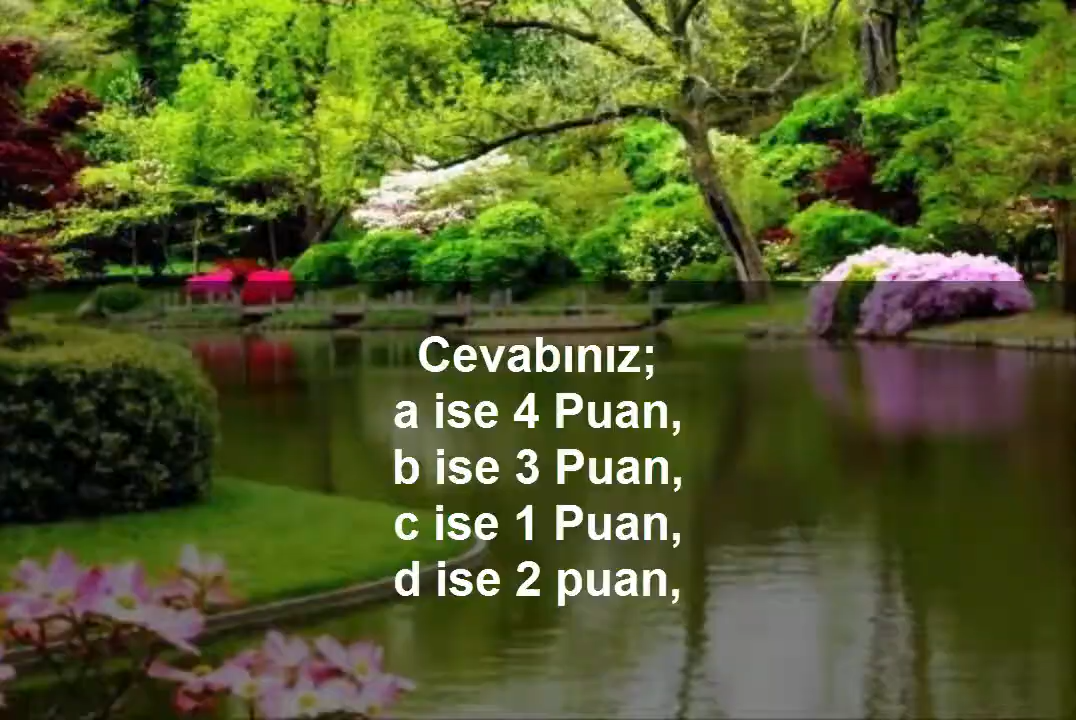 Cevabınız;
a ise 4 Puan,
b ise 3 Puan,
c ise 1 Puan,
d ise 2 puan,